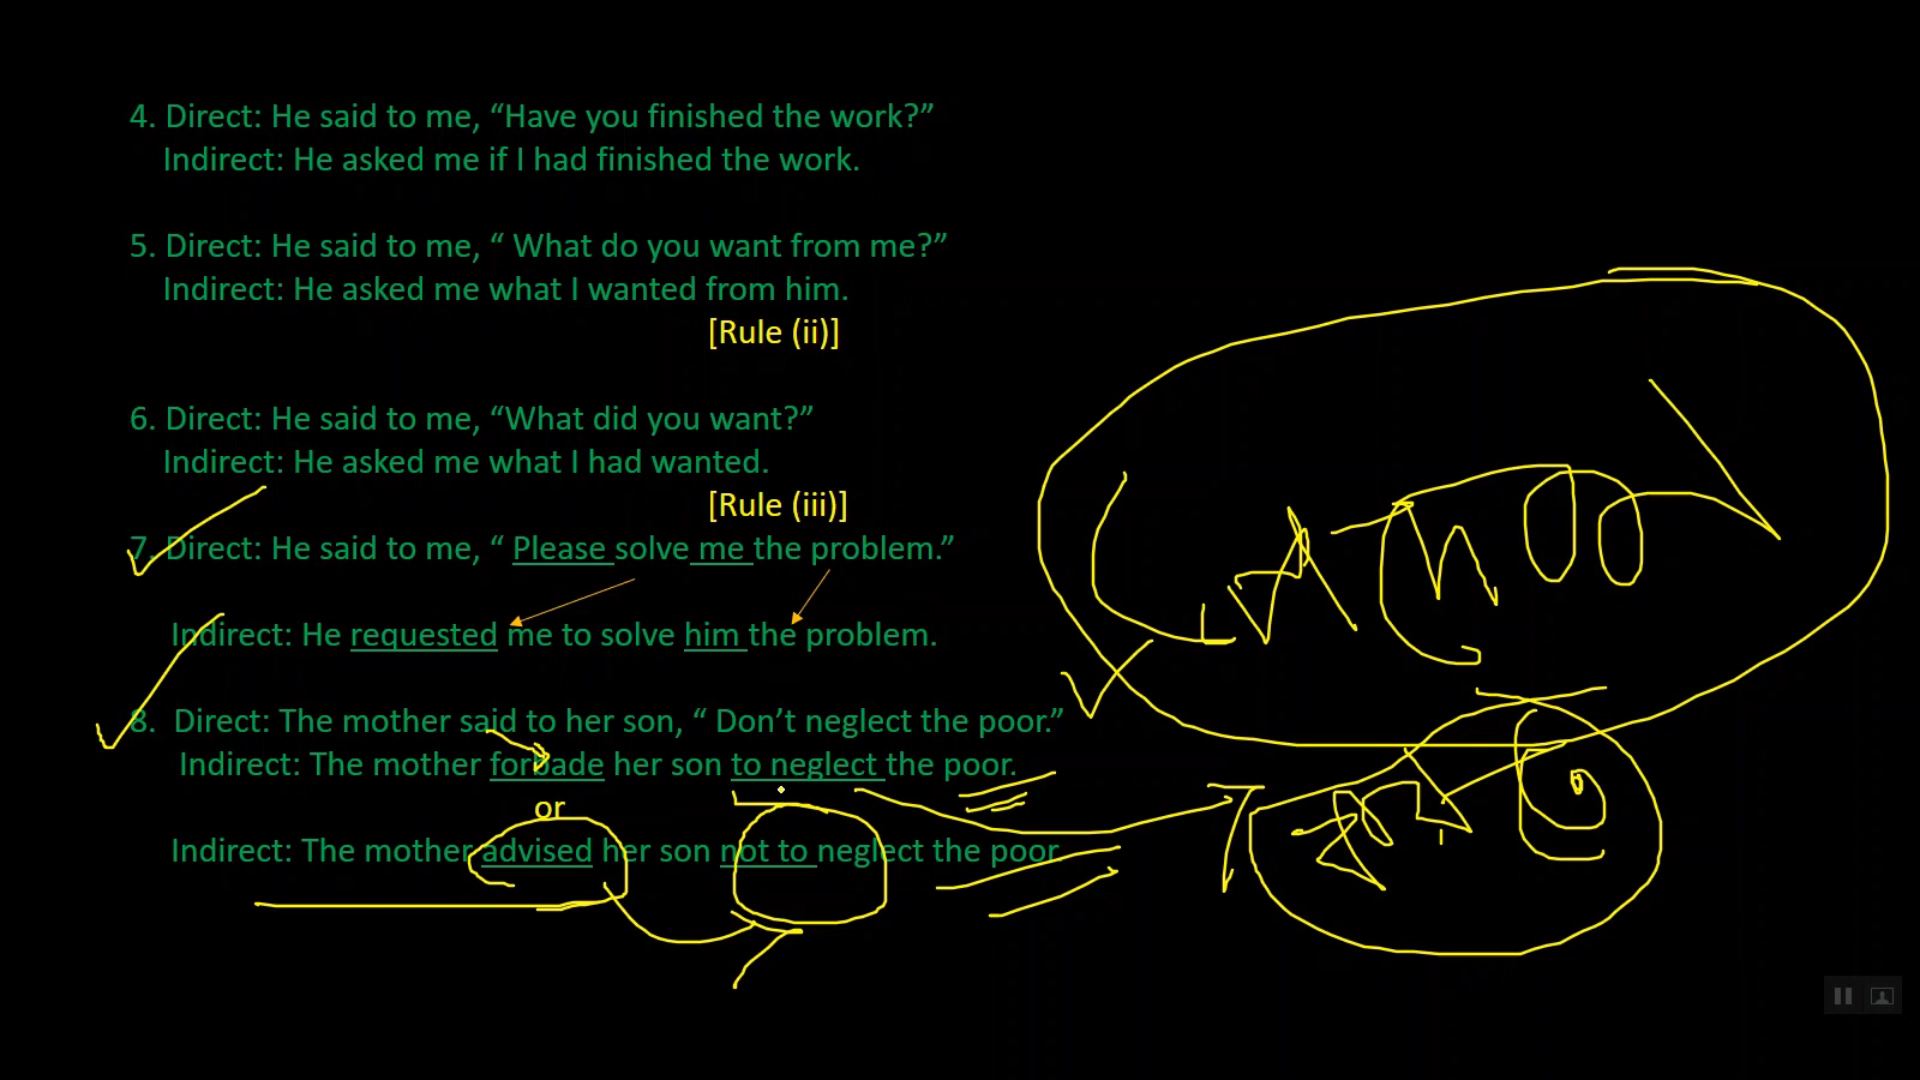 4. Direct: He said to me, “Have you finished the work?”
Indirect: He asked me if I had finished the work.
5. Direct: He said to me, “ What do you want from me?”
Indirect: He asked me what I wanted from him.
[Rule (ii)]
6. Direct: He said to me, “What did you want?”
Indirect: He asked me what I had wanted.
[Rule (iii)]
7. Direct: He said to me, “ Please solve me the problem.”
Indirect: He requested me to solve him the problem.
8. Direct: The mother said to her son, “ Don’t neglect the poor.”
Indirect: The mother forbade her son to neglect the poor.
or
Indirect: The mother advised her son not to neglect the poor.